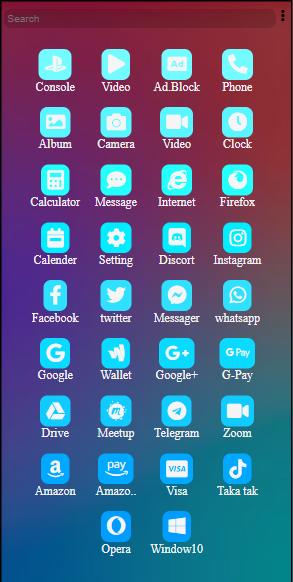 Search
Console Video Ad.Block Phone
Album Camera Video Clock
Calculator Message Internet Firefox
Calender Setting Discort Instagram
Facebook twitter Messager whatsapp
Google Wallet Google+ G-Pay
Drive Meetup Telegram Zoom
Amazon Amazo.. Visa Taka tak
Opera Window10
Ad
G+
G Pay
pay
VISA